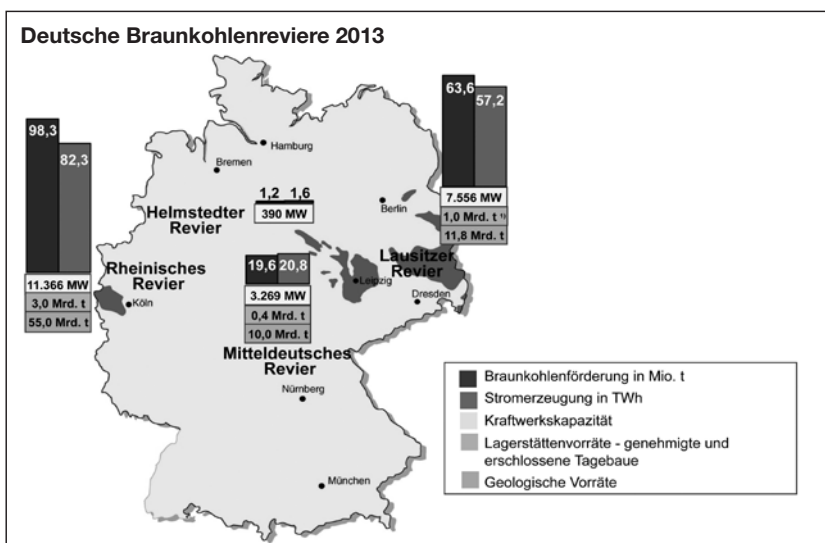 Deutsche Braunkohlenreviere 2013
98,3
82,3
11.366 MW
3,0 Mrd. t
55,0 Mrd. t
Rheinisches
Revier
Köln
Hamburg
Bremen
1,2 1,6
390 MW
Helmstedter
Revier
Berlin
63,6
57,2
7.556 MW
1,0 Mrd. t ¹⁾
11,8 Mrd. t
Lausitzer
Revier
Leipzig
Dresden
19,6 20,8
3.269 MW
0,4 Mrd. t
10,0 Mrd. t
Mitteldeutsches
Revier
Nürnberg
München
Braunkohlenförderung in Mio. t
Stromerzeugung in TWh
Kraftwerkskapazität
Lagerstättenvorräte - genehmigte und
erschlossene Tagebaue
Geologische Vorräte